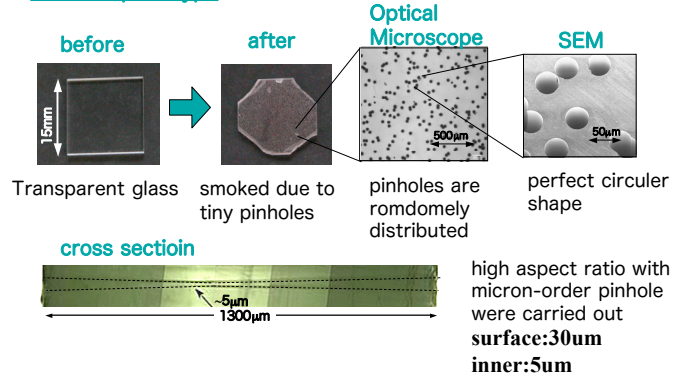 before
after
Optical
Microscope
SEM
15mm
500μm
50μm
Transparent glass
smoked due to
tiny pinholes
pinholes are
romdomely
distributed
perfect circuler
shape
cross sectioin
~5μm
1300μm
high aspect ratio with
micron-order pinhole
were carried out
surface:30um
inner:5um